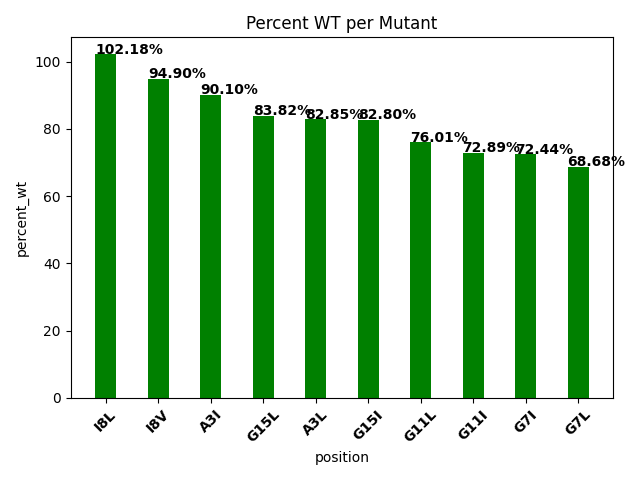 Percent WT per Mutant
102.18%
94.90%
90.10%
83.82%
82.85%
82.80%
76.01%
72.89%
72.44%
68.68%
percent_wt
100
80
60
40
20
0
I8L
I8V
A3I
G15L
A3L
G15I
G11L
G11I
G7I
G7L
position